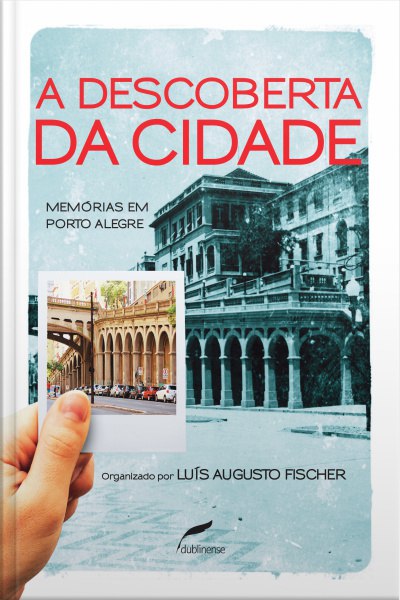 A DESCOBERTA
DA CIDADE
MEMÓRIAS EM
PORTO ALEGRE
Organizado por LUÍS AUGUSTO FISCHER
dublinense